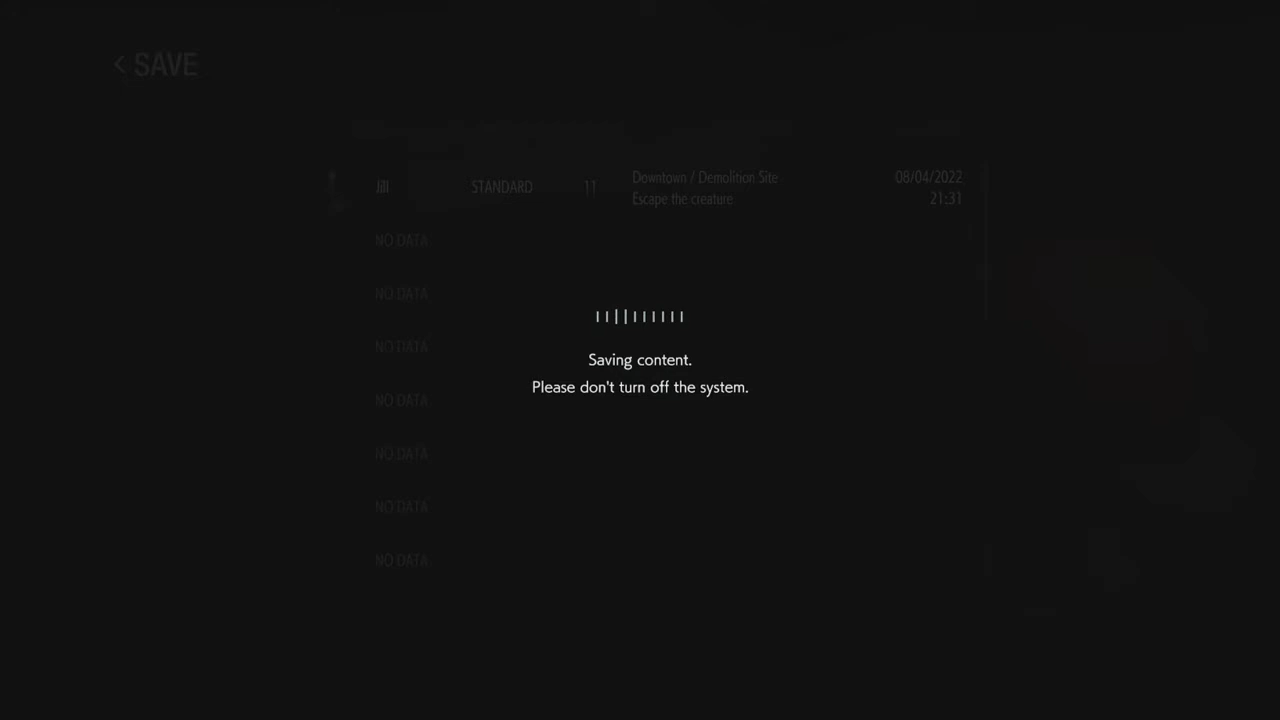 < SAVE
Jill STANDARD 11 Downtown / Demolition Site 08/04/2022
Escape the creature 21:31
NO DATA
NO DATA
NO DATA
NO DATA
NO DATA
NO DATA
NO DATA
Saving content.
Please don't turn off the system.